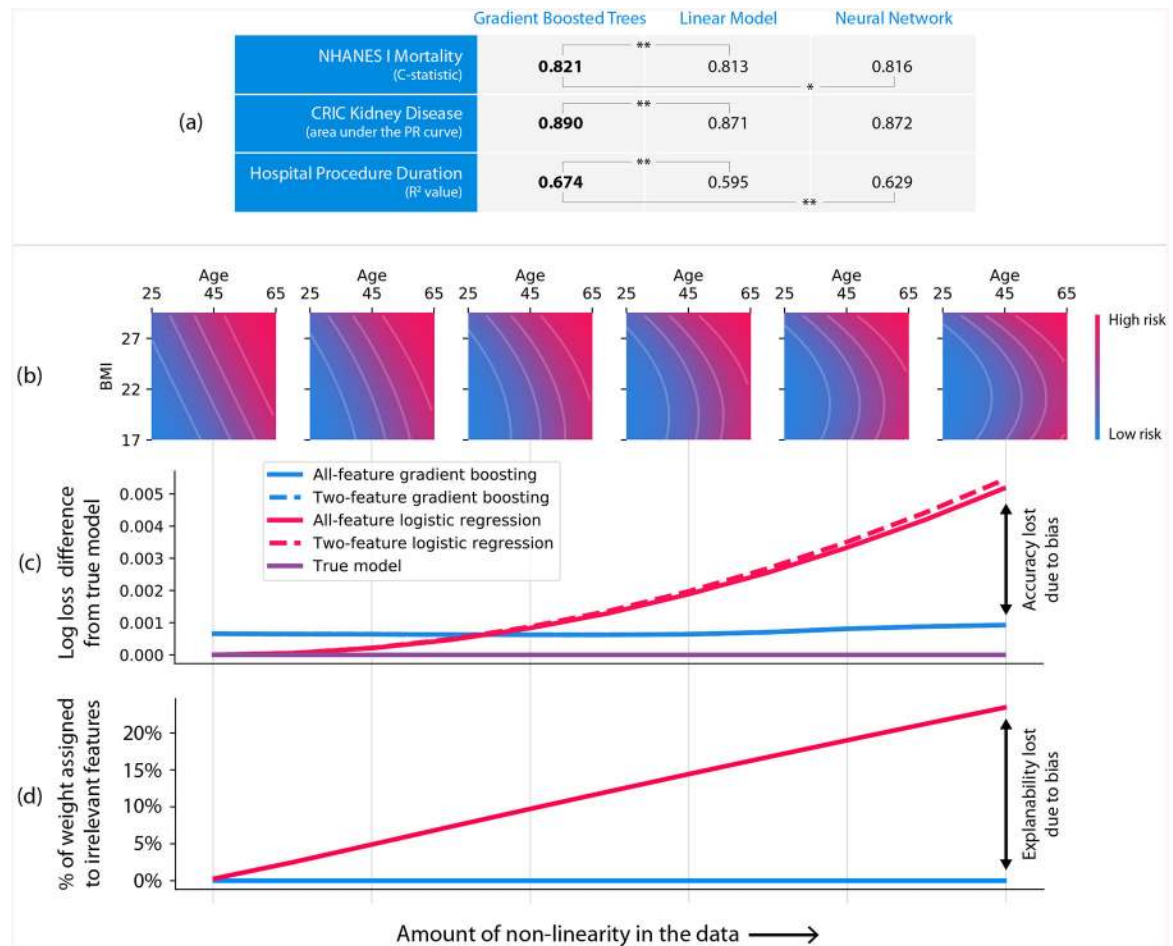 Gradient Boosted Trees Linear Model Neural Network
NHANES I Mortality
(C-statistic)
0.821 ** 0.813 0.816
*
(a)
CRIC Kidney Disease
(area under the PR curve)
0.890 ** 0.871 0.872
Hospital Procedure Duration
(R² value)
0.674 ** 0.595 0.629
**
Age Age Age Age Age Age
25 45 65 25 45 65 25 45 65 25 45 65 25 45 65 25 45 65
(b)
BMI
27
22
17
High risk
Low risk
(c)
Log loss difference
from true model
0.005
0.004
0.003
0.002
0.001
0.000
All-feature gradient boosting
Two-feature gradient boosting
All-feature logistic regression
Two-feature logistic regression
True model
Accuracy lost
due to bias
(d)
% of weight assigned
to irrelevant features
20%
15%
10%
5%
0%
Explanability lost
due to bias
Amount of non-linearity in the data ⟶